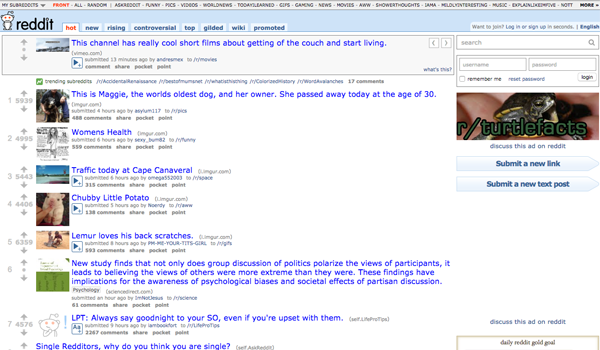 MY SUBREDDITS FRONT - ALL - RANDOM | ASKREDDIT - FUNNY - PICS - VIDEOS - WORLDNEWS - TODAYILEARNED - GIFS - GAMING - NEWS - MOVIES - AWW - SHOWERTHOUGHTS - IAMA - MILDLYINTERESTING - MUSIC - EXPLAINLIKEIMFIVE - NOTT MORE »
reddit hot new rising controversial top gilded wiki promoted
Want to join? Log in or sign up in seconds. | English
This channel has really cool short films about getting of the couch and start living.
(vimeo.com)
submitted 13 minutes ago by andresmex to /r/movies
share pocket point
what's this?
trending subreddits /r/AccidentalRenaissance /r/bestofmumsnet /r/whatisthisthing /r/ColorizedHistory /r/WordAvalanches 17 comments
1 5939 This is Maggie, the worlds oldest dog, and her owner. She passed away today at the age of 30.
(imgur.com)
submitted 4 hours ago by asylum117 to /r/pics
488 comments share pocket point
2 4995 Womens Health (i.imgur.com)
submitted 6 hours ago by sexy_bum82 to /r/funny
559 comments share pocket point
3 5443 Traffic today at Cape Canaveral (i.imgur.com)
submitted 6 hours ago by omega552003 to /r/space
315 comments share pocket point
4 4406 Chubby Little Potato (i.imgur.com)
submitted 5 hours ago by Noerdy to /r/aww
138 comments share pocket point
5 6359 Lemur loves his back scratches. (i.imgur.com)
submitted 8 hours ago by PM-ME-YOUR-TITS-GIRL to /r/gifs
593 comments share pocket point
6 • New study finds that not only does group discussion of politics polarize the views of participants, it
leads to believing the views of others were more extreme than they were. These findings have
implications for the awareness of psychological biases and societal effects of partisan discussion.
Psychology (sciencedirect.com)
submitted an hour ago by ImNotJesus to /r/science
61 comments share pocket point
7 4576 LPT: Always say goodnight to your SO, even if you're upset with them. (self.LifeProTips)
Aa submitted 9 hours ago by iambookfort to /r/LifeProTips
2267 comments share pocket point
Single Redditors, why do you think you are single? (self.AskReddit)
search
username password
remember me reset password login
r/turtlefacts
discuss this ad on reddit
Submit a new link
Submit a new text post
discuss this ad on reddit
daily reddit gold goal